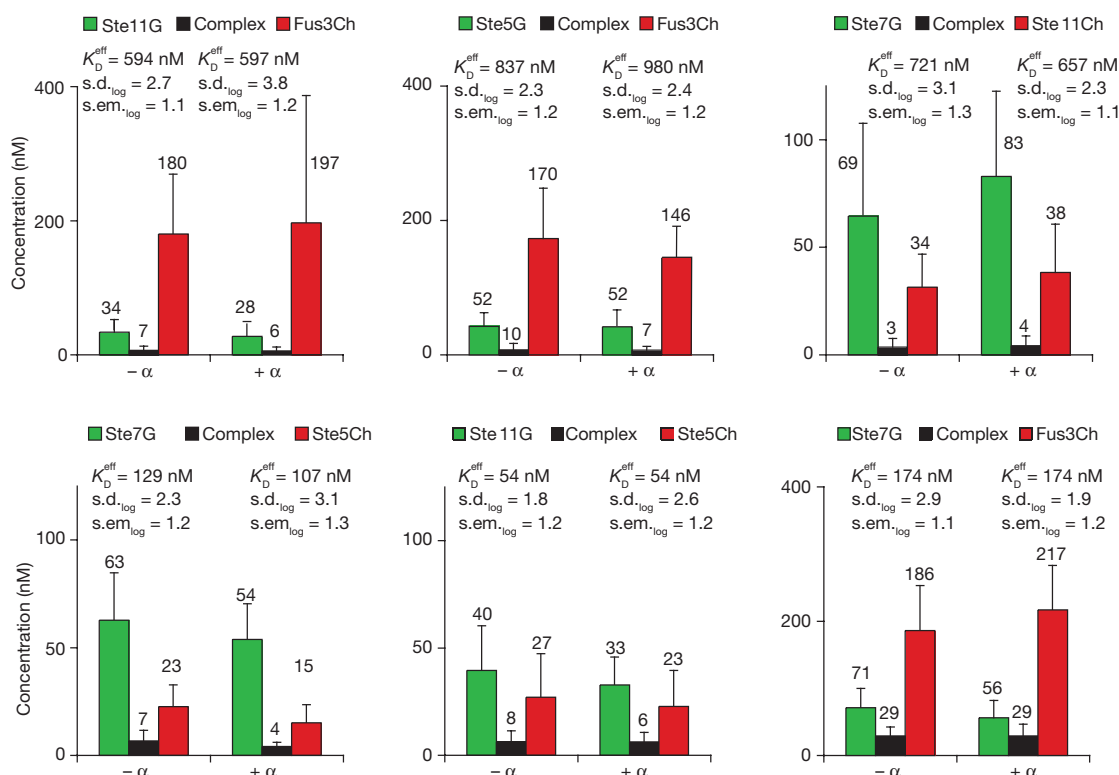 Ste11G Complex Fus3Ch
K_D^eff = 594 nM K_D^eff = 597 nM
s.d._log = 2.7 s.d._log = 3.8
s.em._log = 1.1 s.em._log = 1.2
Concentration (nM)
400
200
0
34
7
180
28
6
197
– α + α
Ste5G Complex Fus3Ch
K_D^eff = 837 nM K_D^eff = 980 nM
s.d._log = 2.3 s.d._log = 2.4
s.em._log = 1.2 s.em._log = 1.2
400
200
0
52
10
170
52
7
146
– α + α
Ste7G Complex Ste11Ch
K_D^eff = 721 nM K_D^eff = 657 nM
s.d._log = 3.1 s.d._log = 2.3
s.em._log = 1.3 s.em._log = 1.1
100
50
0
69
3
34
83
4
38
– α + α
Ste7G Complex Ste5Ch
K_D^eff = 129 nM K_D^eff = 107 nM
s.d._log = 2.3 s.d._log = 3.1
s.em._log = 1.2 s.em._log = 1.3
Concentration (nM)
100
50
0
63
7
23
54
4
15
– α + α
Ste11G Complex Ste5Ch
K_D^eff = 54 nM K_D^eff = 54 nM
s.d._log = 1.8 s.d._log = 2.6
s.em._log = 1.2 s.em._log = 1.2
100
50
0
40
8
27
33
6
23
– α + α
Ste7G Complex Fus3Ch
K_D^eff = 174 nM K_D^eff = 174 nM
s.d._log = 2.9 s.d._log = 1.9
s.em._log = 1.1 s.em._log = 1.2
400
200
0
71
29
186
56
29
217
– α + α